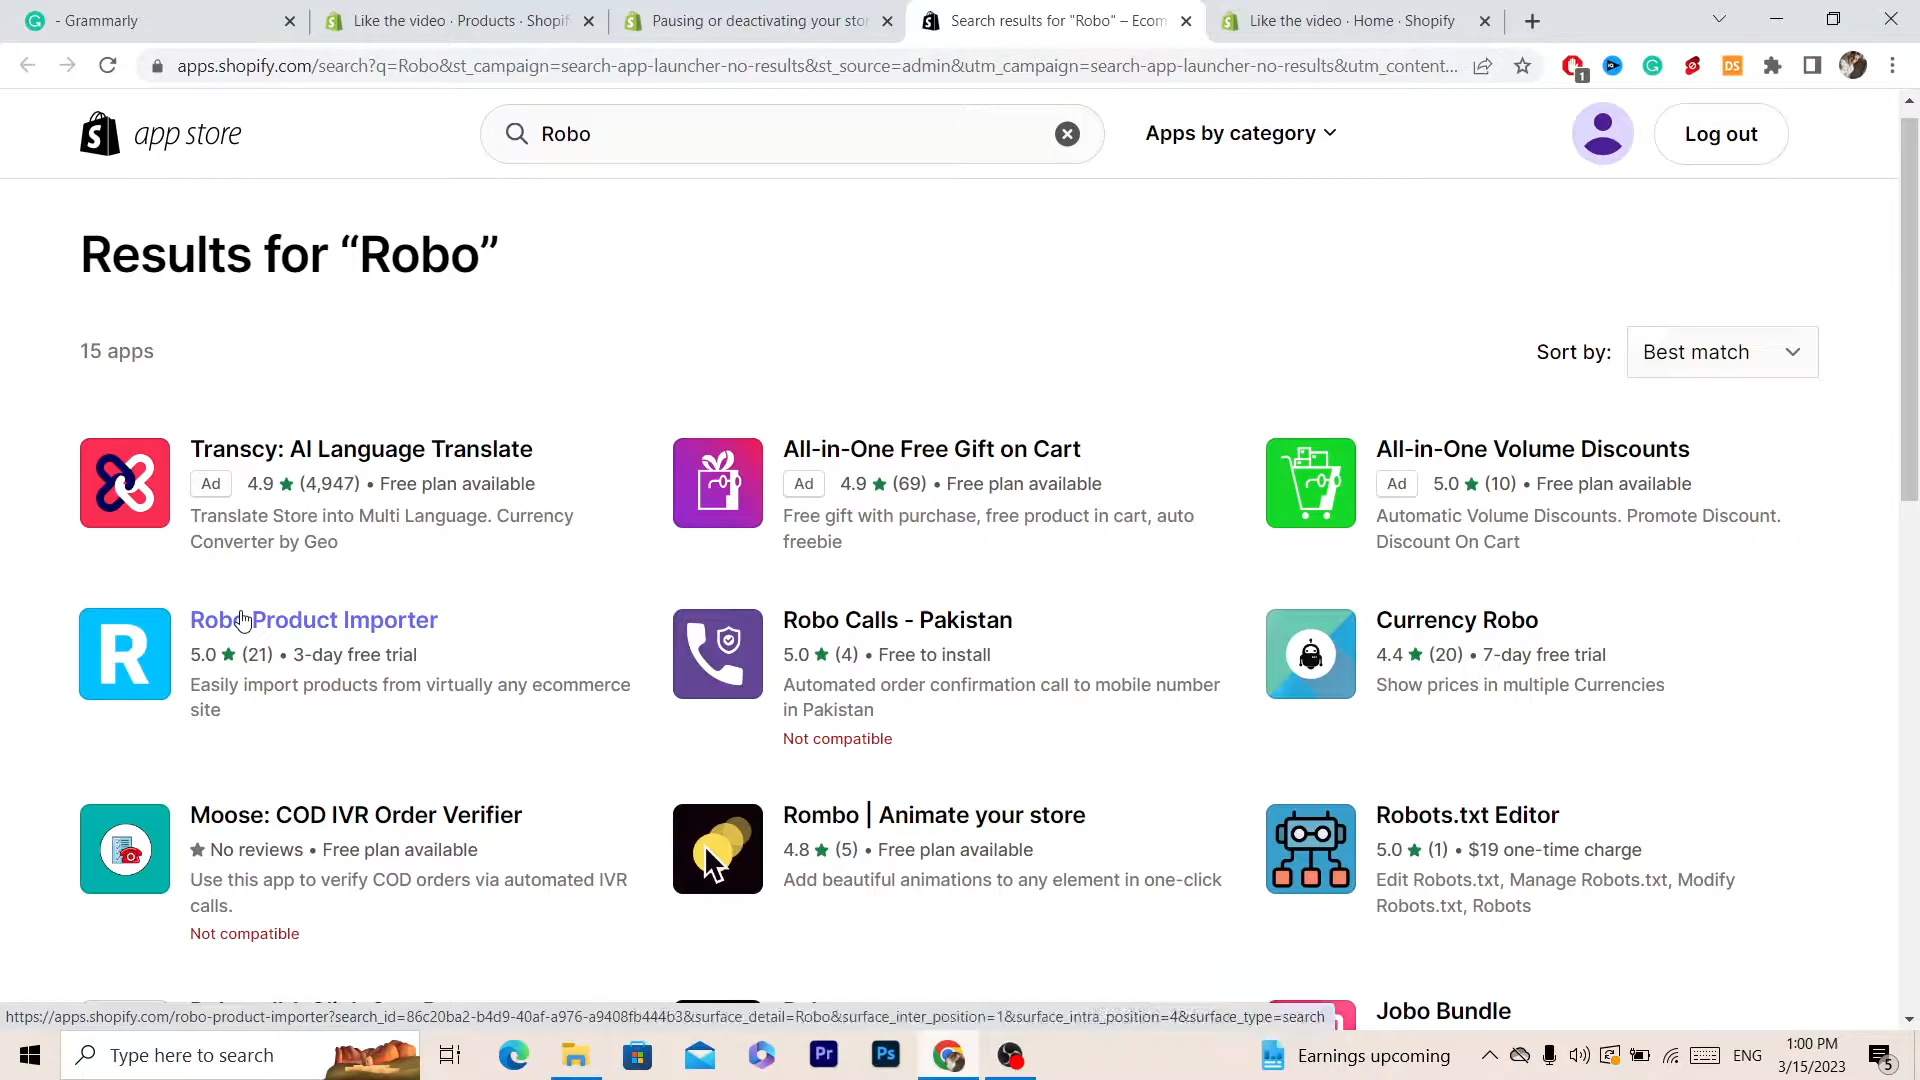 - Grammarly
Like the video · Products · Shopif
Pausing or deactivating your stor
Search results for "Robo" – Ecom
Like the video · Home · Shopify
apps.shopify.com/search?q=Robo&st_campaign=search-app-launcher-no-results&st_source=admin&utm_campaign=search-app-launcher-no-results&utm_content...
1
DS
app store
Robo
Apps by category
Log out
Results for “Robo”
15 apps
Sort by:
Best match
Transcy: AI Language Translate
Ad 4.9 ★ (4,947) • Free plan available
Translate Store into Multi Language. Currency
Converter by Geo
All-in-One Free Gift on Cart
Ad 4.9 ★ (69) • Free plan available
Free gift with purchase, free product in cart, auto
freebie
All-in-One Volume Discounts
Ad 5.0 ★ (10) • Free plan available
Automatic Volume Discounts. Promote Discount.
Discount On Cart
R
Robo Product Importer
5.0 ★ (21) • 3-day free trial
Easily import products from virtually any ecommerce
site
Robo Calls - Pakistan
5.0 ★ (4) • Free to install
Automated order confirmation call to mobile number
in Pakistan
Not compatible
Currency Robo
4.4 ★ (20) • 7-day free trial
Show prices in multiple Currencies
Moose: COD IVR Order Verifier
★ No reviews • Free plan available
Use this app to verify COD orders via automated IVR
calls.
Not compatible
Rombo | Animate your store
4.8 ★ (5) • Free plan available
Add beautiful animations to any element in one-click
Robots.txt Editor
5.0 ★ (1) • $19 one-time charge
Edit Robots.txt, Manage Robots.txt, Modify
Robots.txt, Robots
Jobo Bundle
https://apps.shopify.com/robo-product-importer?search_id=86c20ba2-b4d9-40af-a976-a9408fb444b3&surface_detail=Robo&surface_inter_position=1&surface_intra_position=4&surface_type=search
Type here to search
Pr
Ps
Earnings upcoming
ENG
1:00 PM
3/15/2023
5